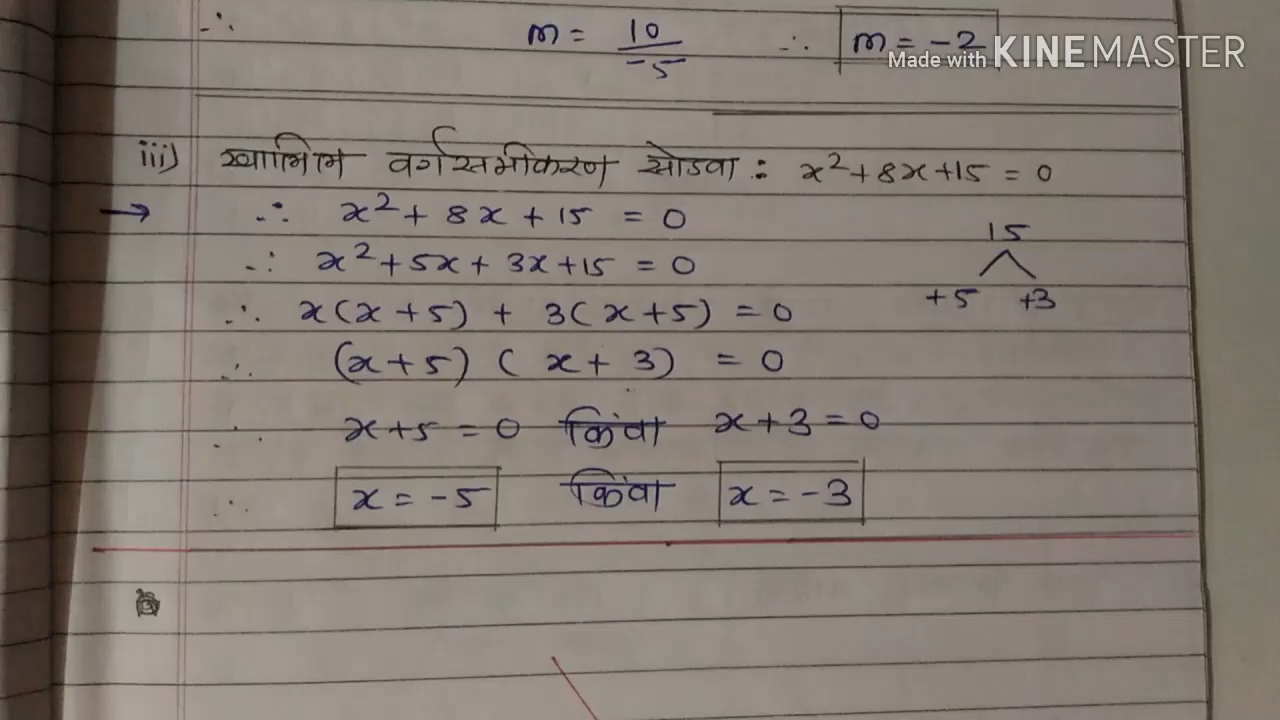 ∴ m = 10/-5 ∴ m = -2
Made with KINEMASTER
iii) खालील वर्गसमीकरण सोडवा : x² + 8x + 15 = 0
→ ∴ x² + 8x + 15 = 0
15
∴ x² + 5x + 3x + 15 = 0
+5 +3
∴ x(x + 5) + 3(x + 5) = 0
∴ (x + 5) (x + 3) = 0
∴ x + 5 = 0 किंवा x + 3 = 0
∴ x = -5 किंवा x = -3